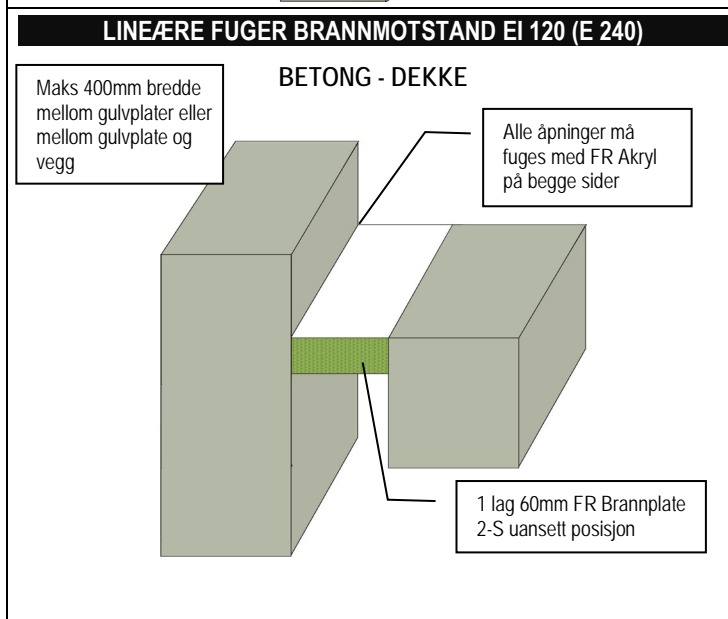 LINEÆRE FUGER BRANNMOTSTAND EI 120 (E 240)
BETONG - DEKKE
Maks 400mm bredde
mellom gulvplater eller
mellom gulvplate og
vegg
Alle åpninger må
fuges med FR Akryl
på begge sider
1 lag 60mm FR Brannplate
2-S uansett posisjon